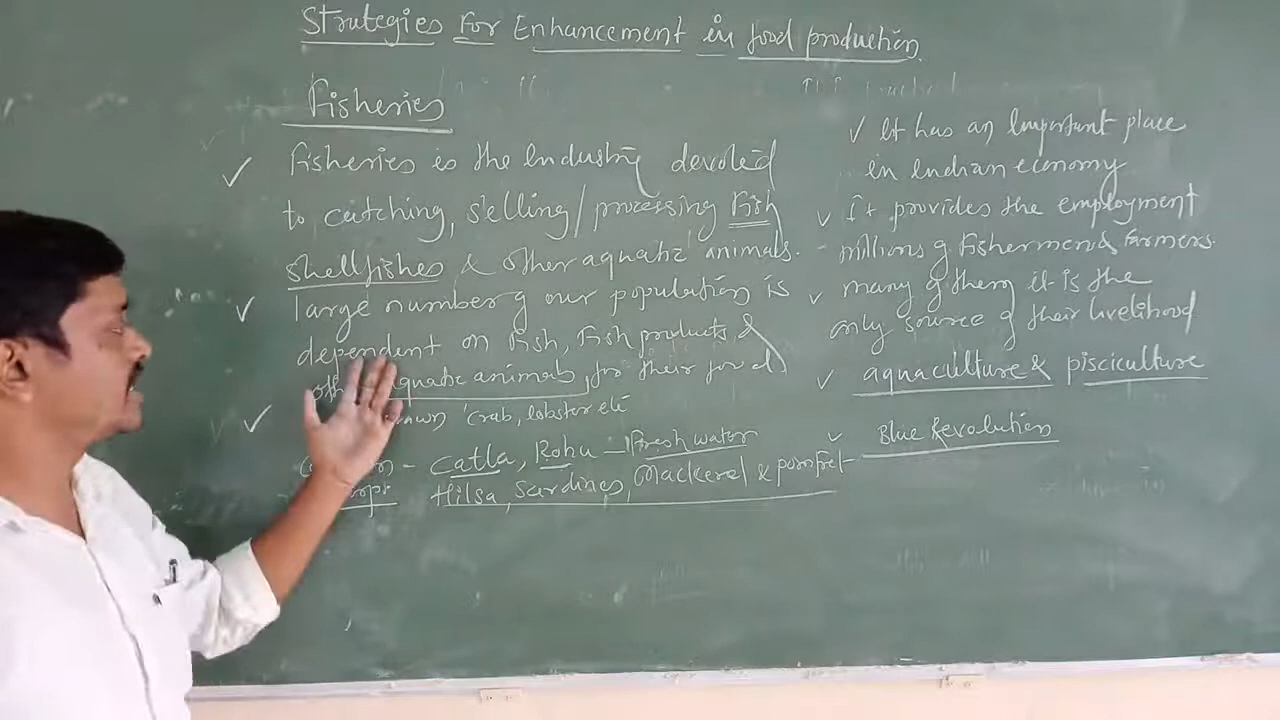 Strategies for Enhancement in food production
Fisheries
Fisheries is the Industry devoted
to catching, selling/processing Fish
shellfishes & other aquatic animals.
large number of our population is
dependent on Fish, Fish products &
aquatic animals, for their food
crab, lobster etc
- Catla, Rohu - Freshwater
Hilsa, Sardines, Mackerel & pomfret
It has an Important place
in Indian economy
It provides the employment
- millions of Fishermen & farmers.
many of them it is the
only source of their livelihood
aquaculture & pisciculture
Blue Revolution